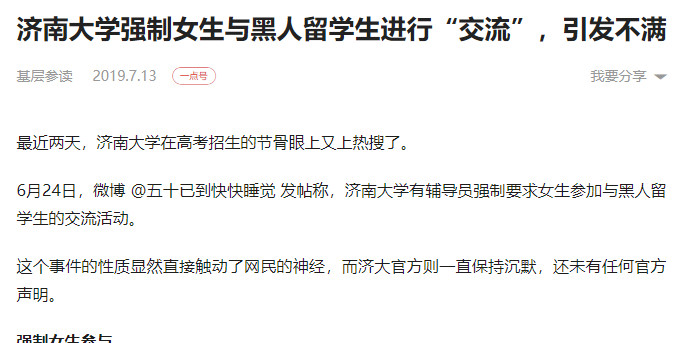 济南大学强制女生与黑人留学生进行“交流”，引发不满
基层参读 2019.7.13 一点号 我要分享
最近两天，济南大学在高考招生的节骨眼上又上热搜了。
6月24日，微博 @五十已到快快睡觉 发帖称，济南大学有辅导员强制要求女生参加与黑人留
学生的交流活动。
这个事件的性质显然直接触动了网民的神经，而济大官方则一直保持沉默，还未有任何官方
声明。
强制女生参与